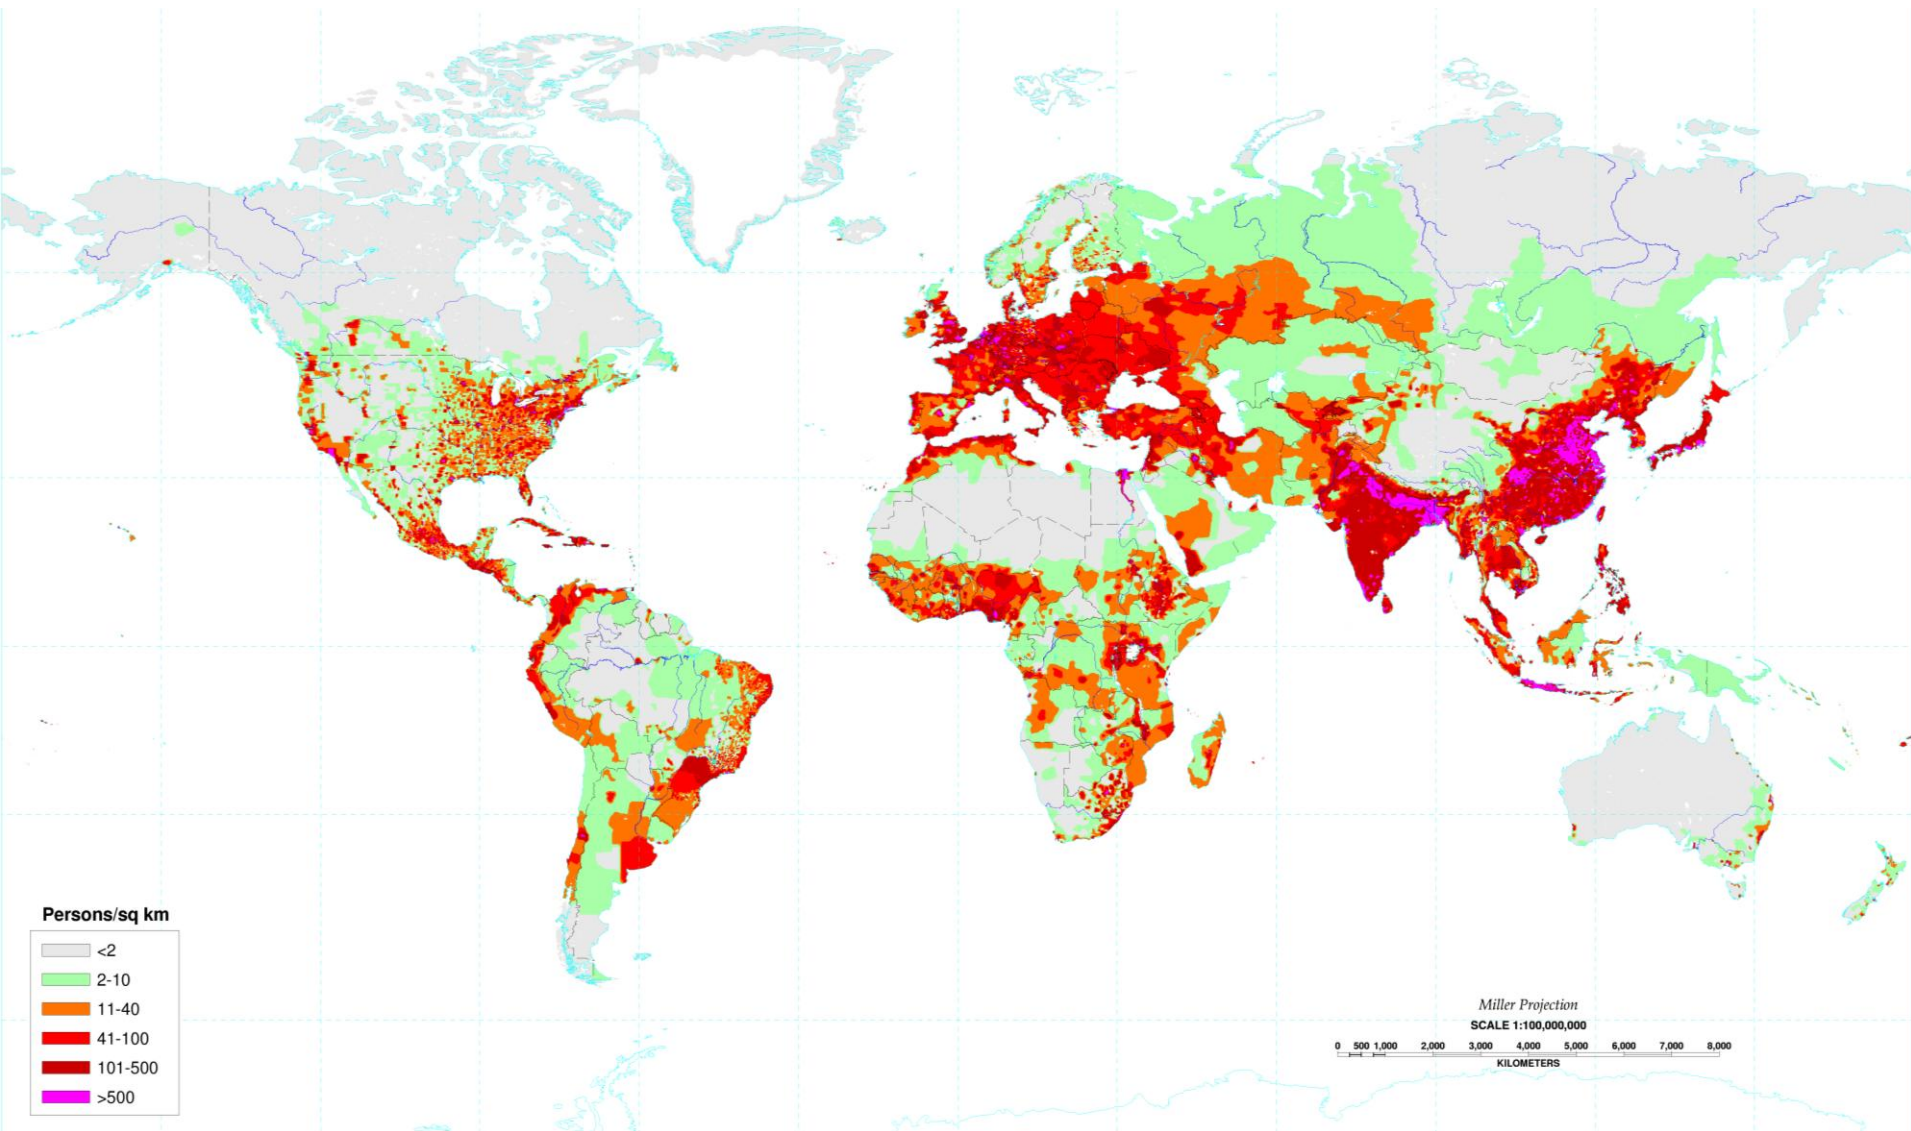 Persons/sq km
<2
2-10
11-40
41-100
101-500
>500
Miller Projection
SCALE 1:100,000,000
0 500 1,000 2,000 3,000 4,000 5,000 6,000 7,000 8,000
KILOMETERS